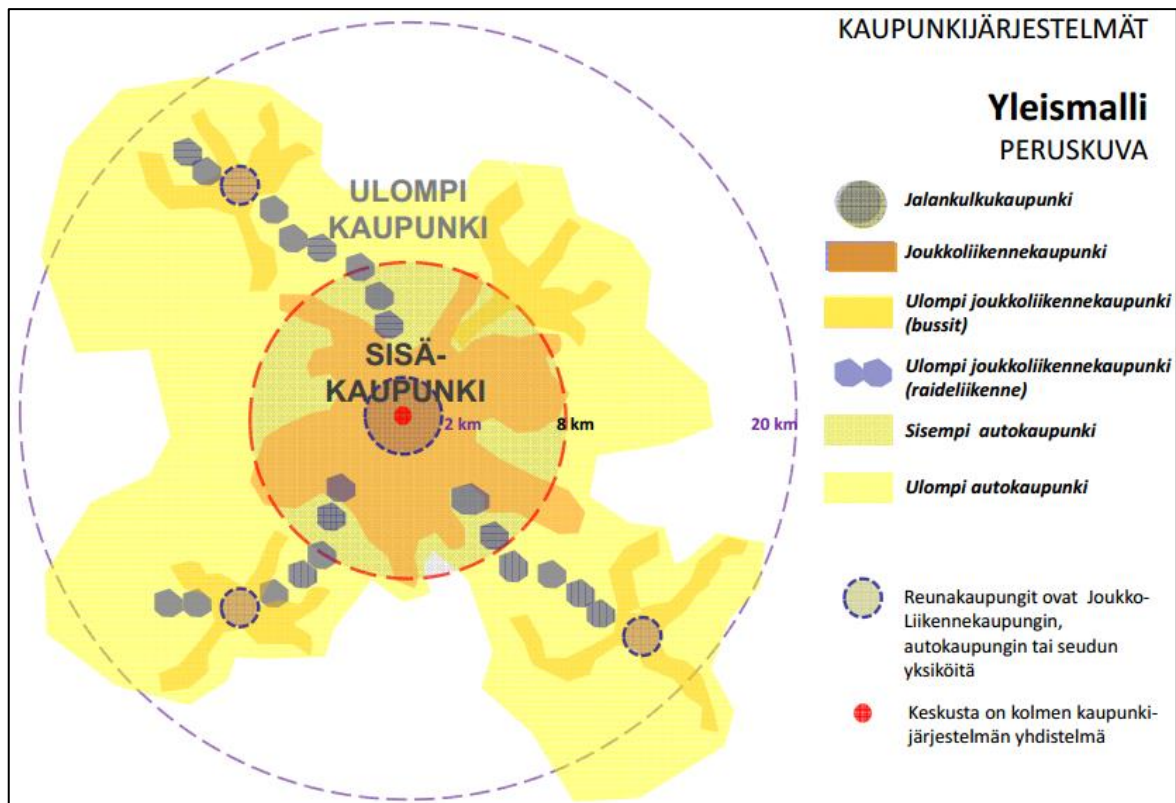 KAUPUNKIJÄRJESTELMÄT
Yleismalli
PERUSKUVA
ULOMPI
KAUPUNKI
SISÄ-
KAUPUNKI
2 km
8 km
20 km
Jalankulkukaupunki
Joukkoliikennekaupunki
Ulompi joukkoliikennekaupunki
(bussit)
Ulompi joukkoliikennekaupunki
(raideliikenne)
Sisempi autokaupunki
Ulompi autokaupunki
Reunakaupungit ovat Joukko-
Liikennekaupungin,
autokaupungin tai seudun
yksiköitä
Keskusta on kolmen kaupunki-
järjestelmän yhdistelmä